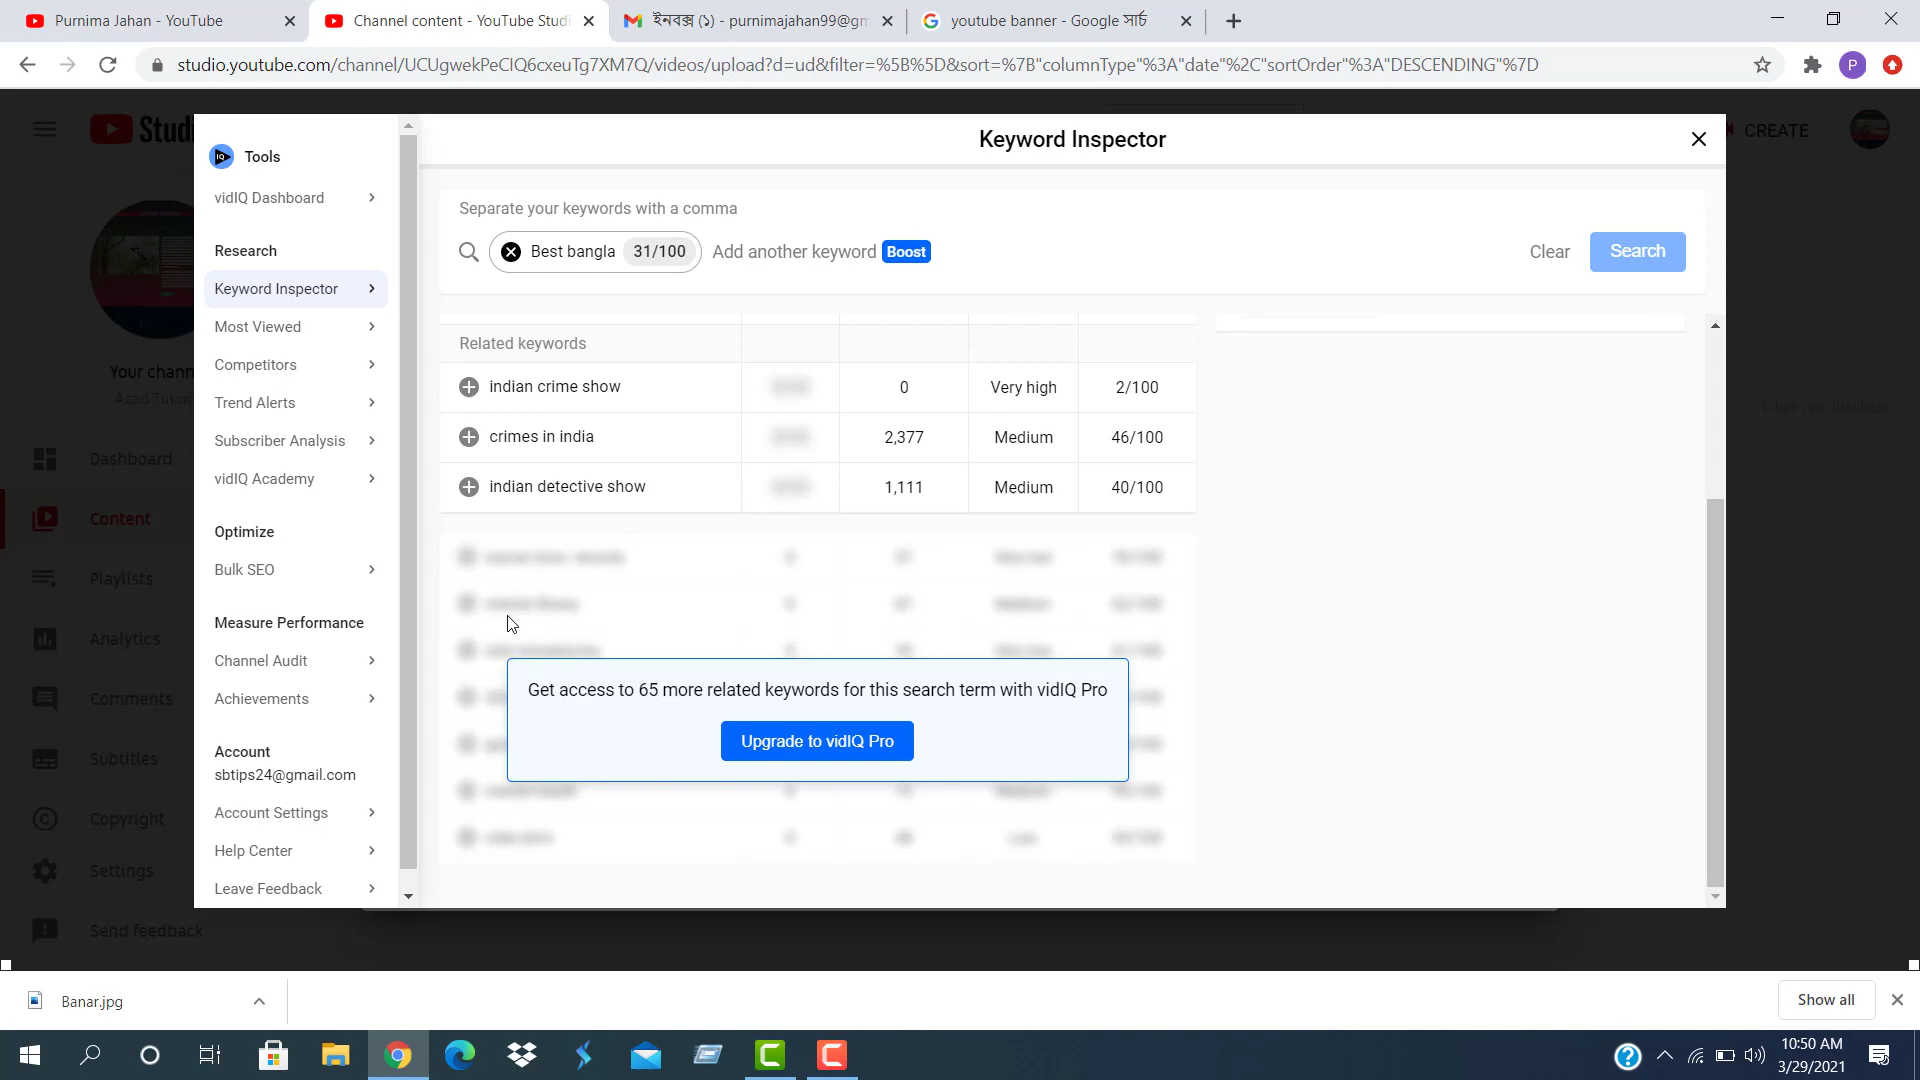 Purnima Jahan - YouTube
Channel content - YouTube Studi
ইনবক্স (১) - purnimajahan99@gm
youtube banner - Google সার্চ
studio.youtube.com/channel/UCUgwekPeCIQ6cxeuTg7XM7Q/videos/upload?d=ud&filter=%5B%5D&sort=%7B"columnType"%3A"date"%2C"sortOrder"%3A"DESCENDING"%7D
P
Studi
CREATE
Keyword Inspector
IQ
Tools
vidIQ Dashboard
Research
Keyword Inspector
Most Viewed
Competitors
Trend Alerts
Subscriber Analysis
vidIQ Academy
Optimize
Bulk SEO
Measure Performance
Channel Audit
Achievements
Account
sbtips24@gmail.com
Account Settings
Help Center
Leave Feedback
Separate your keywords with a comma
Best bangla 31/100 Add another keyword Boost
Clear
Search
Related keywords
indian crime show 0 Very high 2/100
crimes in india 2,377 Medium 46/100
indian detective show 1,111 Medium 40/100
Get access to 65 more related keywords for this search term with vidIQ Pro
Upgrade to vidIQ Pro
Your chann
Azad Tutori
Dashboard
Content
Playlists
Analytics
Comments
Subtitles
Copyright
Settings
Send feedback
Banar.jpg
Show all
10:50 AM
3/29/2021